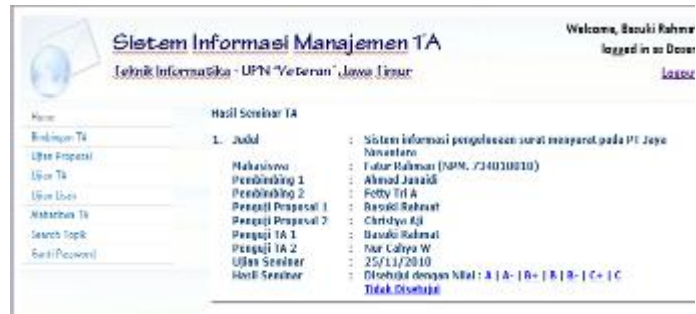 Sistem Informasi Manajemen TA
Welcome, Basuki Rahmat
logged in as Dosen
Teknik Informatika - UPN "Veteran" Jawa Timur
Logout
Home
Hasil Seminar TA
Bimbingan TA
Ujian Proposal
Ujian TA
Ujian Lisan
Mahasiswa TA
Search Topik
Ganti Password
1. Judul : Sistem informasi pengelolaan surat menyurat pada PT Jaya
Nusantara
Mahasiswa : Fatur Rahman (NPM. 734010010)
Pembimbing 1 : Ahmad Junaidi
Pembimbing 2 : Fetty Tri A
Penguji Proposal 1 : Basuki Rahmat
Penguji Proposal 2 : Christya Aji
Penguji TA 1 : Basuki Rahmat
Penguji TA 2 : Nur Cahyo W
Ujian Seminar : 25/11/2010
Hasil Seminar : Disetujui dengan Nilai : A | A- | B+ | B | B- | C+ | C
Tidak Disetujui